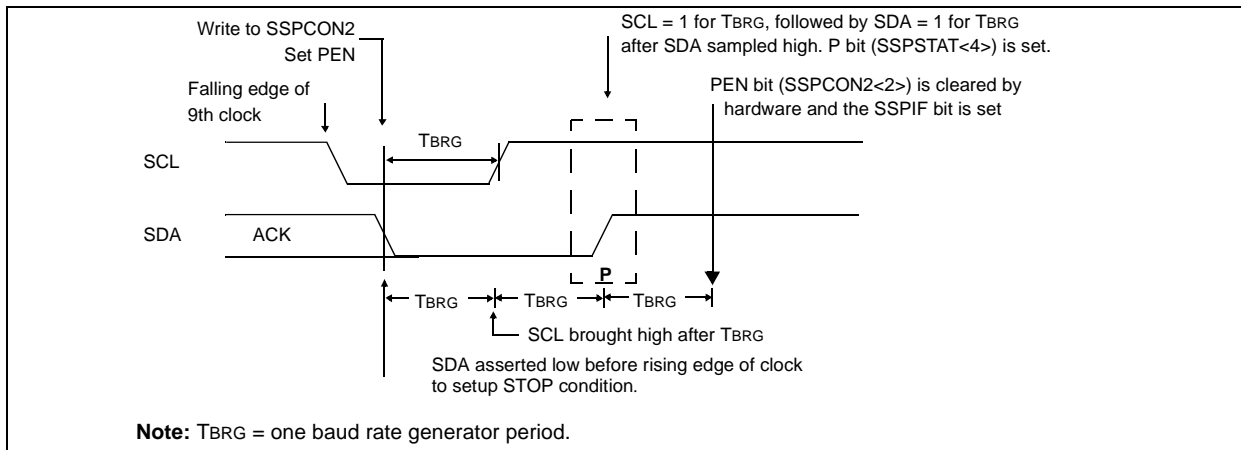 Write to SSPCON2
Set PEN
SCL = 1 for TBRG, followed by SDA = 1 for TBRG
after SDA sampled high. P bit (SSPSTAT<4>) is set.
Falling edge of
9th clock
PEN bit (SSPCON2<2>) is cleared by
hardware and the SSPIF bit is set
TBRG
SCL
SDA
ACK
P
TBRG
TBRG
TBRG
SCL brought high after TBRG
SDA asserted low before rising edge of clock
to setup STOP condition.
Note: TBRG = one baud rate generator period.